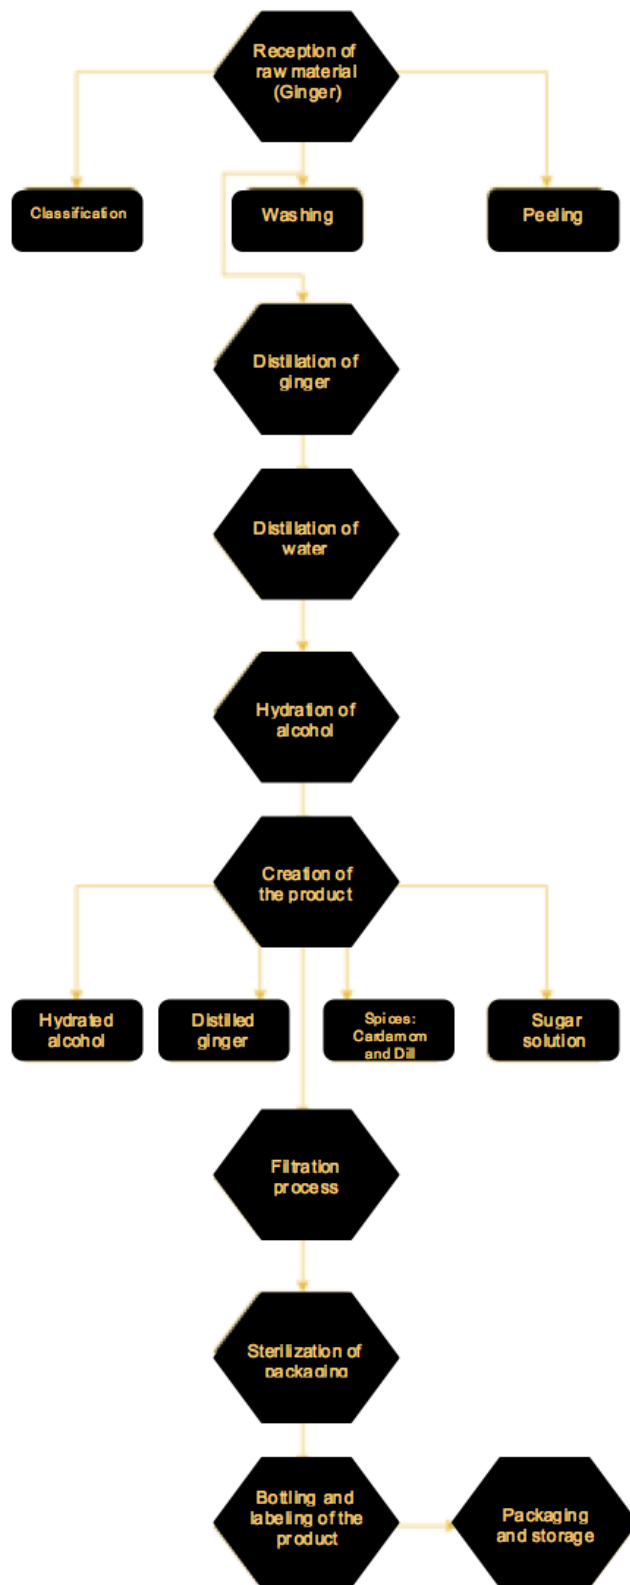 Reception of
raw material
(Ginger)
Classification
Washing
Peeling
Distillation of
ginger
Distillation of
water
Hydration of
alcohol
Creation of
the product
Hydrated
alcohol
Distilled
ginger
Spices:
Cardamom
and Dill
Sugar
solution
Filtration
process
Sterilization of
packaging
Bottling and
labeling of the
product
Packaging
and storage